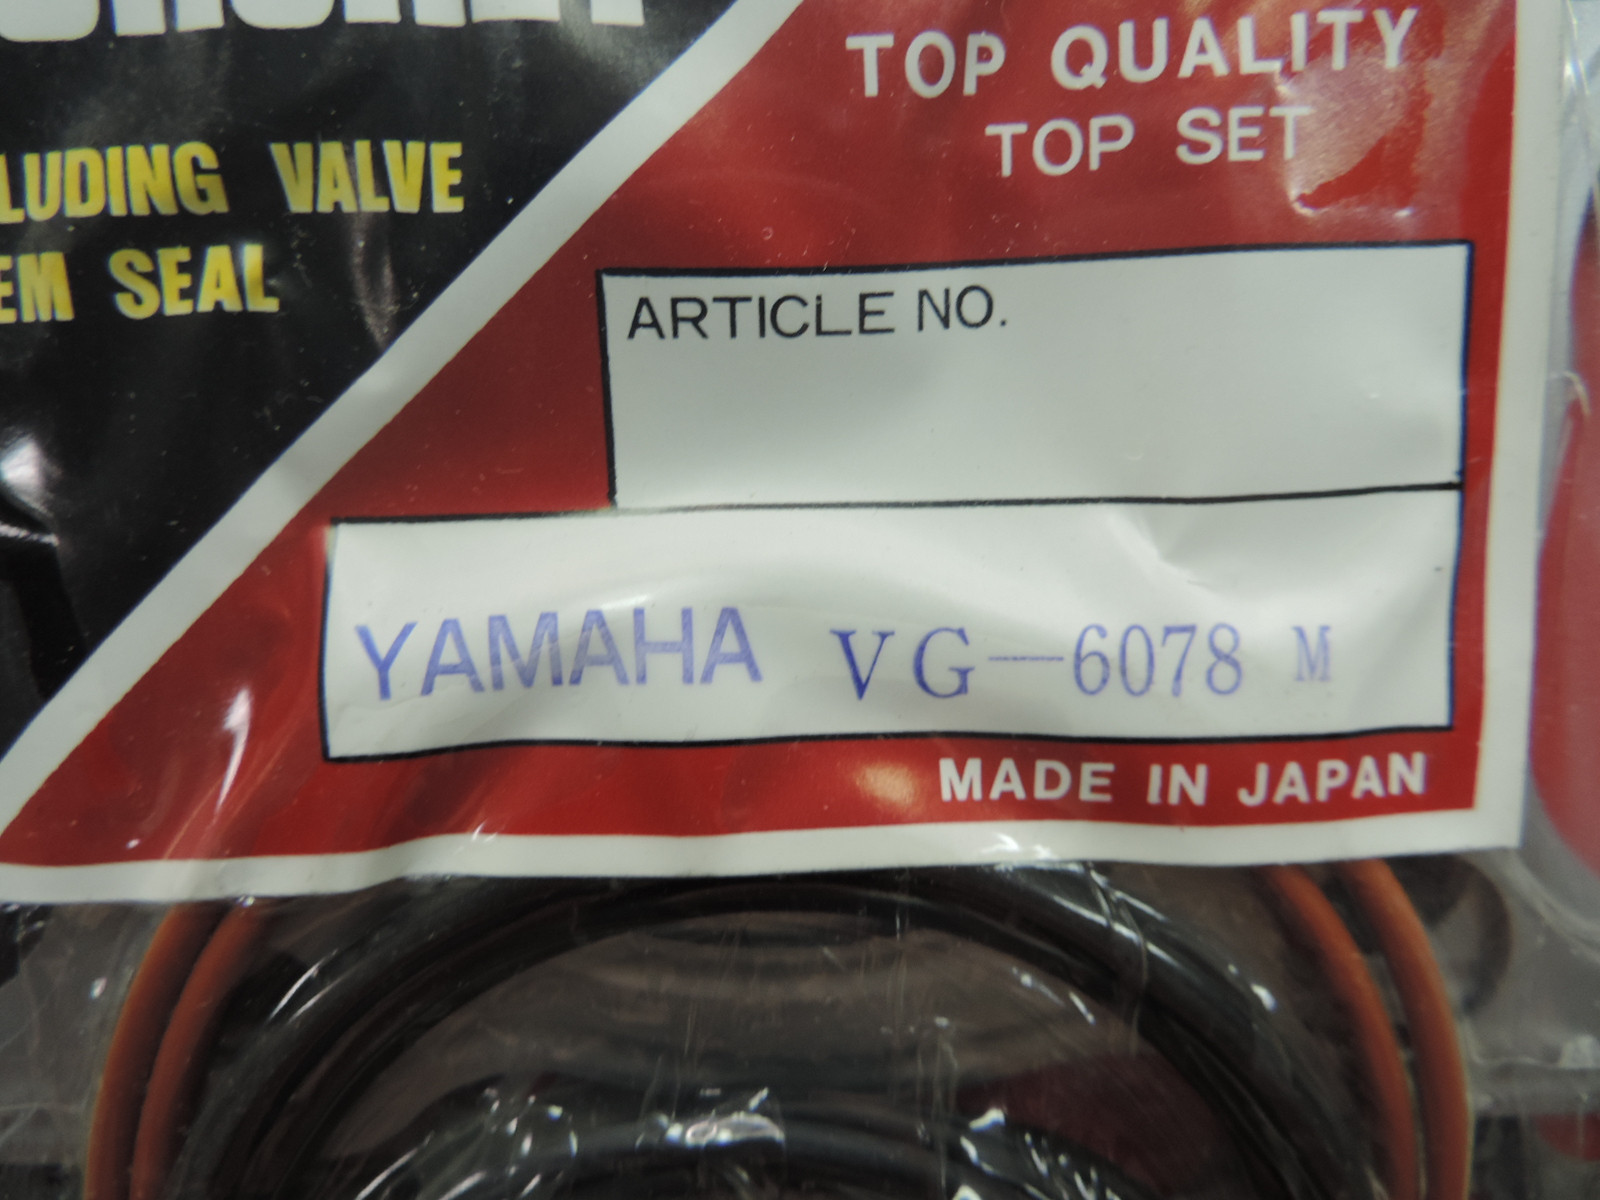 TOP QUALITY
TOP SET
LUDING VALVE
EM SEAL
ARTICLE NO.
YAMAHA VG-6078 M
MADE IN JAPAN